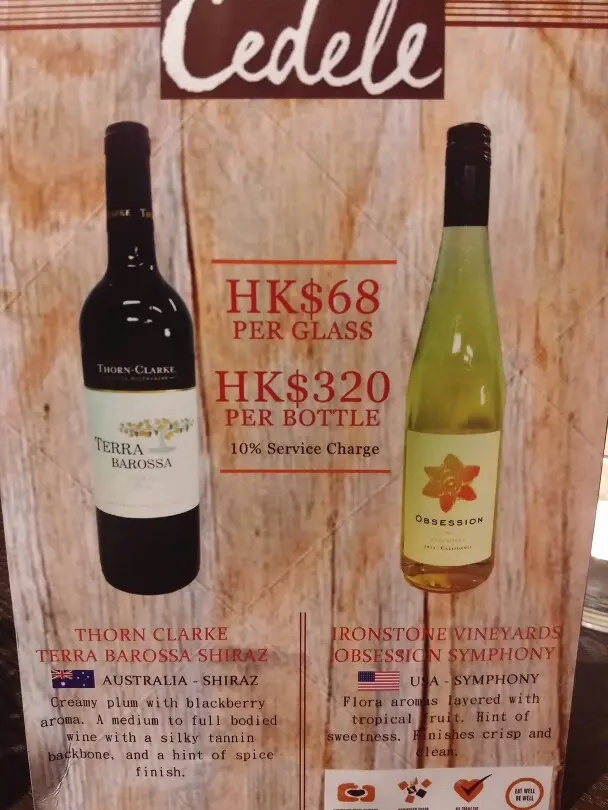 Cedele
HK$68
PER GLASS
HK$320
PER BOTTLE
10% Service Charge
THORN-CLARKE
TERRA
BAROSSA
OBSESSION
CALIFORNIA
THORN CLARKE
TERRA BAROSSA SHIRAZ
AUSTRALIA - SHIRAZ
Creamy plum with blackberry
aroma. A medium to full bodied
wine with a silky tannin
backbone, and a hint of spice
finish.
IRONSTONE VINEYARDS
OBSESSION SYMPHONY
USA - SYMPHONY
Flora aromas layered with
tropical fruit. Hint of
sweetness. Finishes crisp and
clean.
EAT WELL
BE WELL